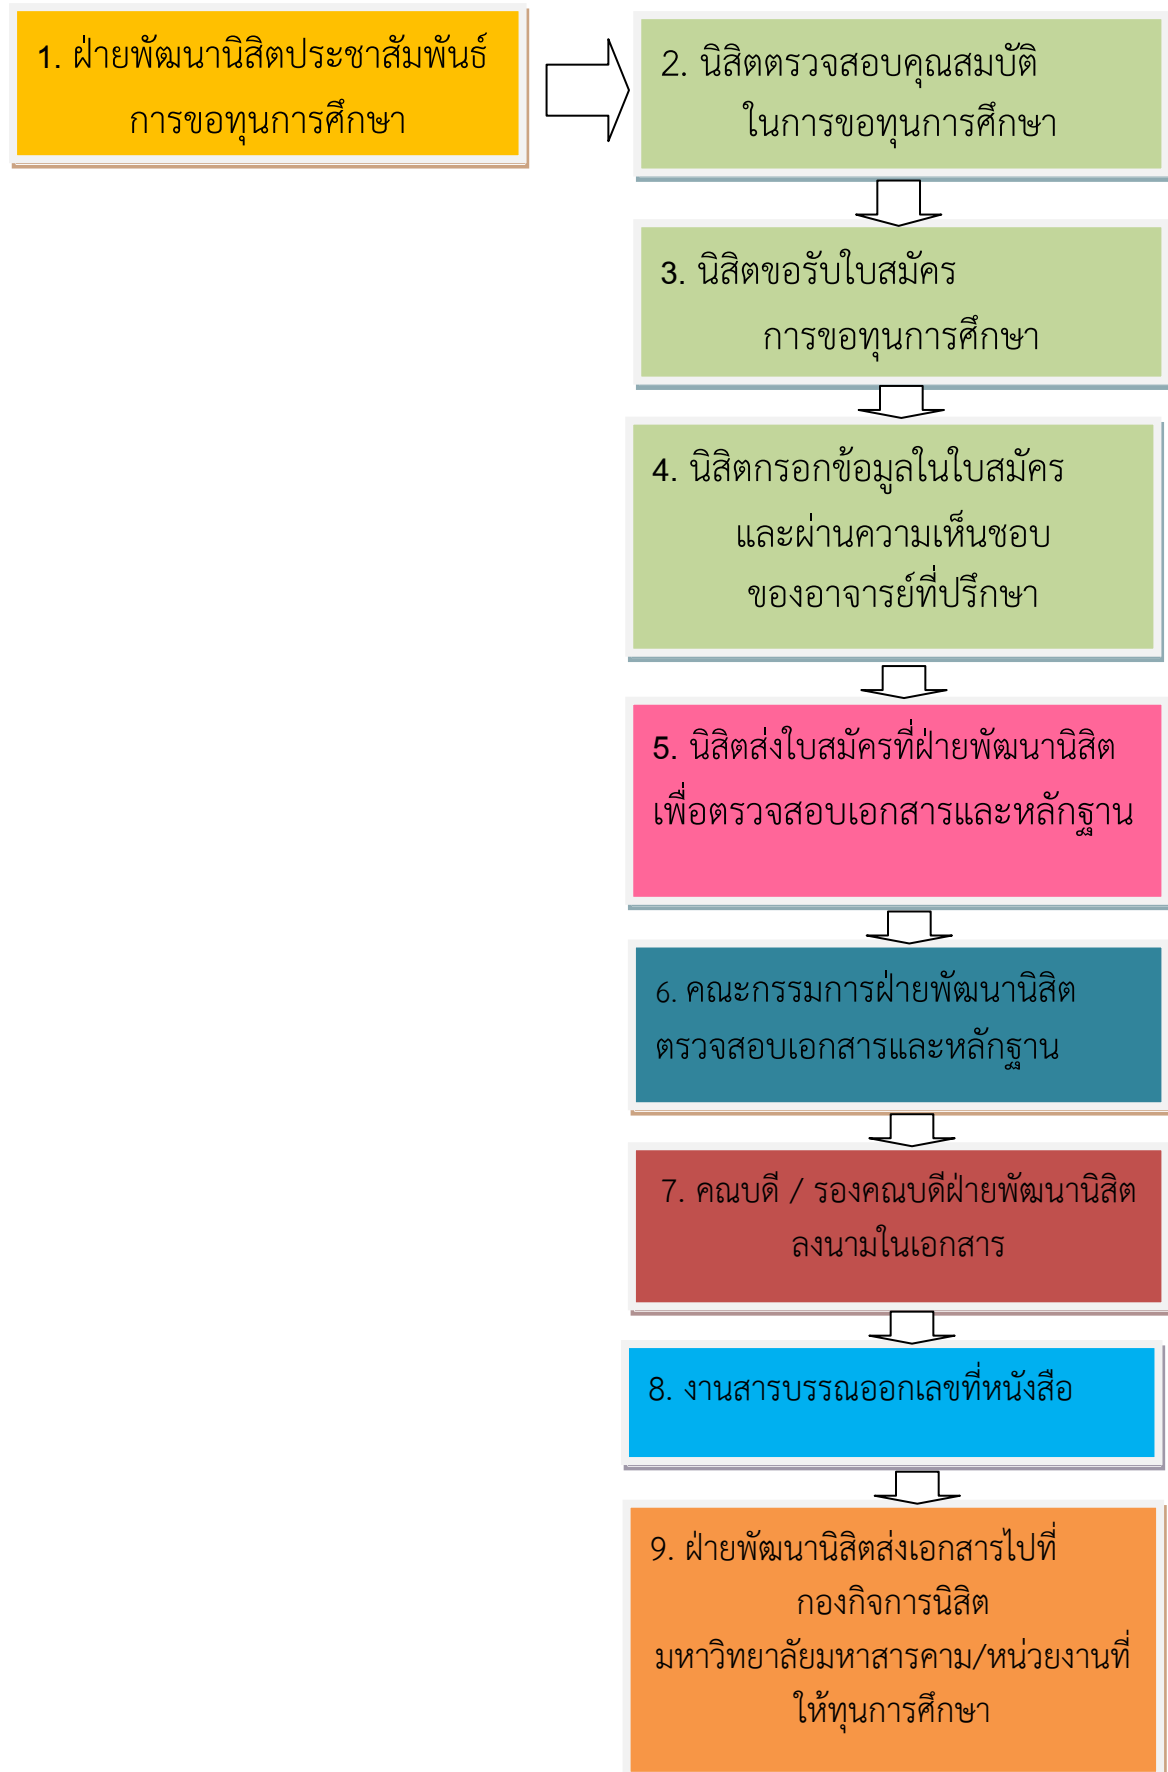 1. ฝ่ายพัฒนานิสิตประชาสัมพันธ์
การขอทุนการศึกษา
2. นิสิตตรวจสอบคุณสมบัติ
ในการขอทุนการศึกษา
3. นิสิตขอรับใบสมัคร
การขอทุนการศึกษา
4. นิสิตกรอกข้อมูลในใบสมัคร
และผ่านความเห็นชอบ
ของอาจารย์ที่ปรึกษา
5. นิสิตส่งใบสมัครที่ฝ่ายพัฒนานิสิต
เพื่อตรวจสอบเอกสารและหลักฐาน
6. คณะกรรมการฝ่ายพัฒนานิสิต
ตรวจสอบเอกสารและหลักฐาน
7. คณบดี / รองคณบดีฝ่ายพัฒนานิสิต
ลงนามในเอกสาร
8. งานสารบรรณออกเลขที่หนังสือ
9. ฝ่ายพัฒนานิสิตส่งเอกสารไปที่
กองกิจการนิสิต
มหาวิทยาลัยมหาสารคาม/หน่วยงานที่
ให้ทุนการศึกษา